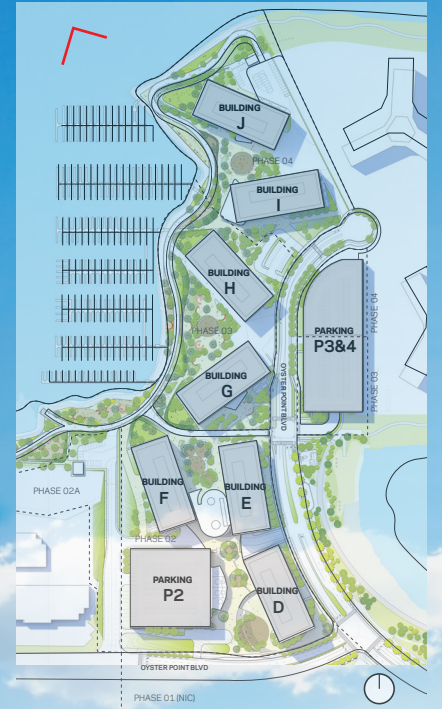 BUILDING
J
PHASE 04
BUILDING
I
BUILDING
H
PHASE 04
PHASE 03
PARKING
P3&4
OYSTER POINT BLVD
BUILDING
G
PHASE 03
BUILDING
F
BUILDING
E
PHASE 02A
PHASE 02
PARKING
P2
BUILDING
D
OYSTER POINT BLVD
PHASE 01 (NIC)